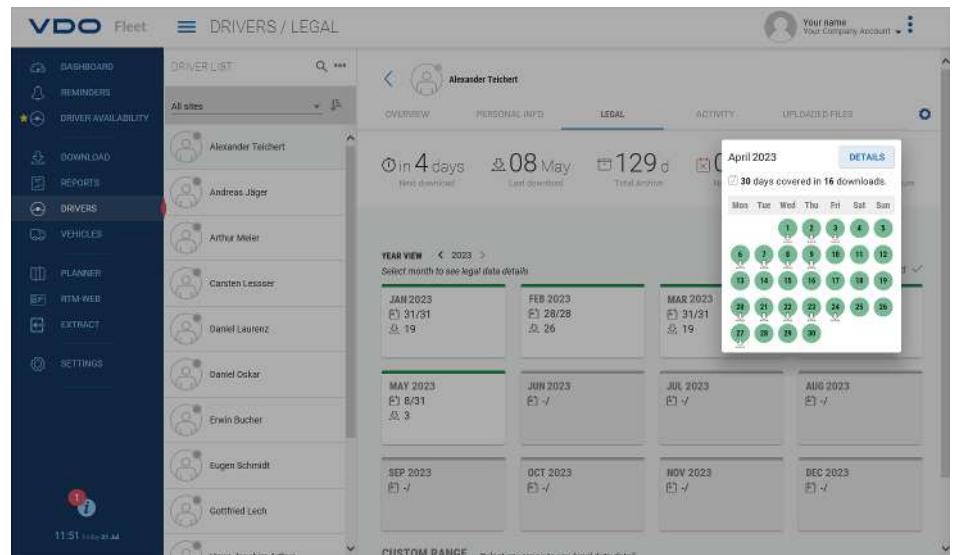 VDO Fleet
DRIVERS / LEGAL
Your name
Your Company Account
DASHBOARD
REMINDERS
DRIVER AVAILABILITY
DOWNLOAD
REPORTS
DRIVERS
VEHICLES
PLANNER
RTM-WEB
EXTRACT
SETTINGS
1
11:51
DRIVER LIST
All sites
Alexander Teichert
Andreas Jäger
Arthur Meier
Carsten Lessser
Daniel Laurenz
Daniel Oskar
Erwin Bucher
Eugen Schmidt
Gottfried Lech
Alexander Teichert
OVERVIEW PERSONAL INFO LEGAL ACTIVITY UPLOADED FILES
in 4 days 08 May 129 d
Next download Last download Total Archive
YEAR VIEW < 2023 >
Select month to see legal data details
JAN 2023
31/31
19
FEB 2023
28/28
26
MAR 2023
31/31
19
MAY 2023
8/31
3
JUN 2023
-/
JUL 2023
-/
AUG 2023
-/
SEP 2023
-/
OCT 2023
-/
NOV 2023
-/
DEC 2023
-/
CUSTOM RANGE
April 2023 DETAILS
30 days covered in 16 downloads.
Mon Tue Wed Thu Fri Sat Sun
1 2 3 4 5
6 7 8 9 10 11 12
13 14 15 16 17 18 19
20 21 22 23 24 25 26
27 28 29 30